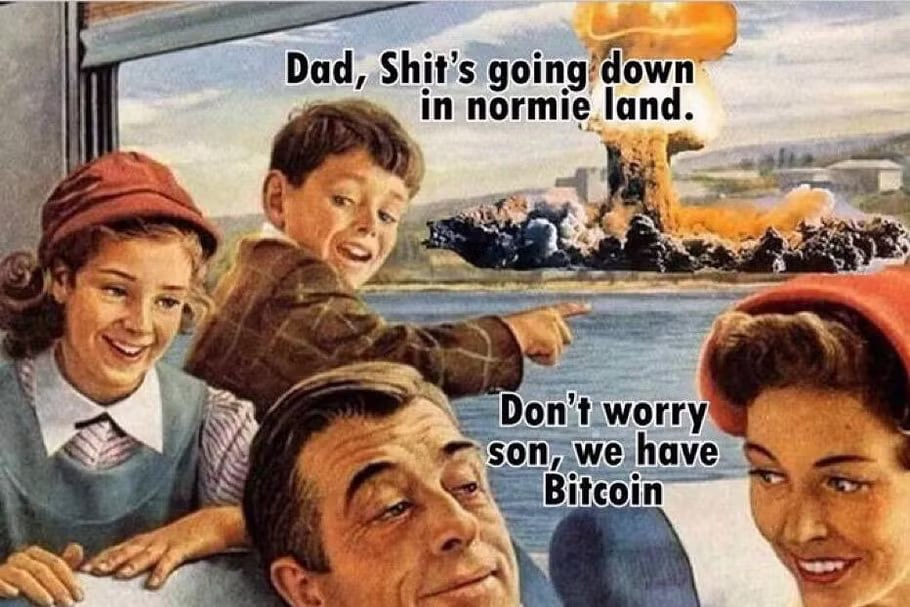 Dad, Shit's going down
in normie land.
Don't worry
son, we have
Bitcoin